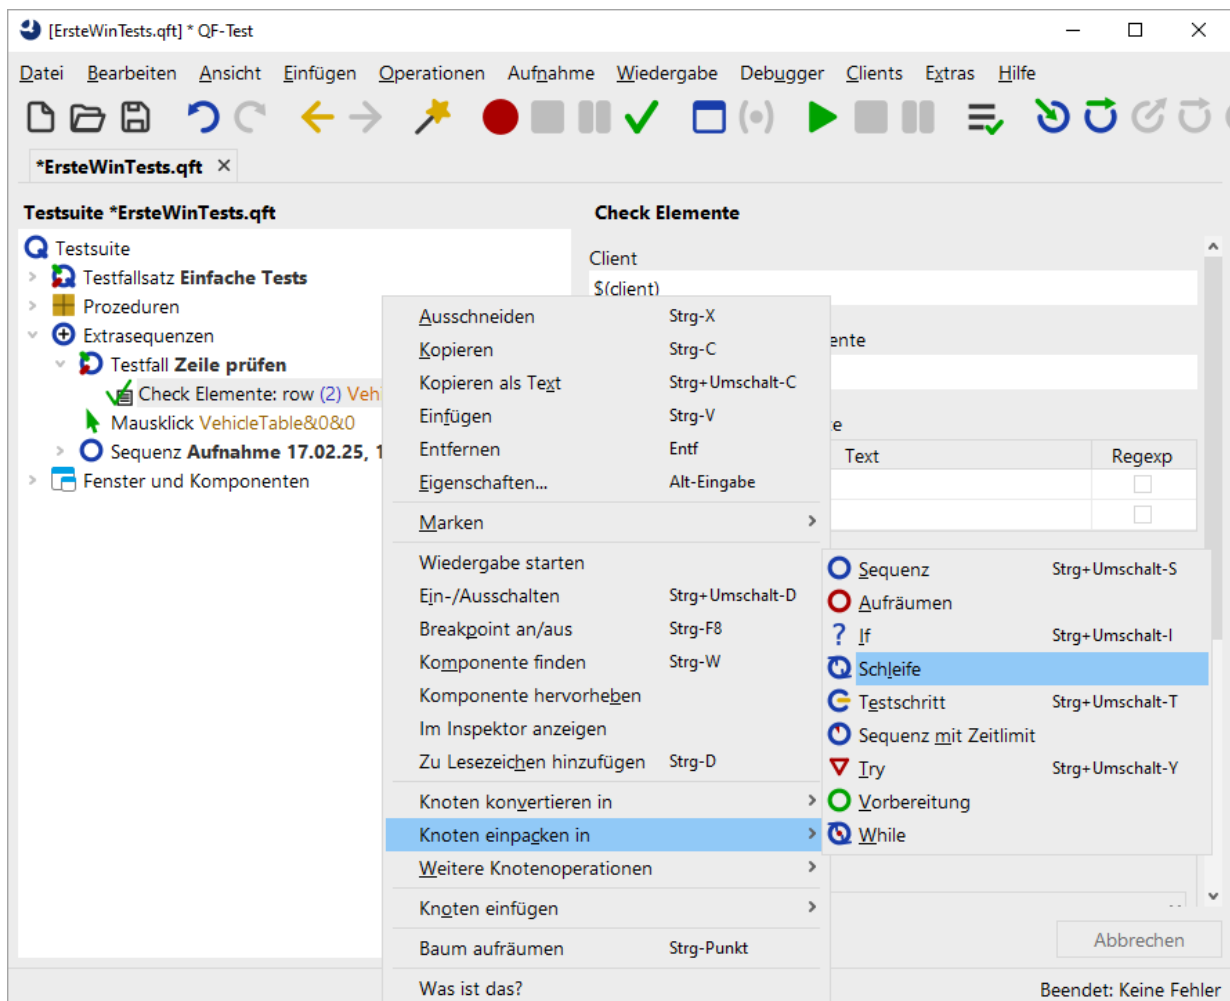 [ErsteWinTests.qft] * QF-Test
Datei Bearbeiten Ansicht Einfügen Operationen Aufnahme Wiedergabe Debugger Clients Extras Hilfe
*ErsteWinTests.qft
Testsuite *ErsteWinTests.qft
Testsuite
Testfallsatz Einfache Tests
Prozeduren
Extrasequenzen
Testfall Zeile prüfen
Check Elemente: row (2)
Mausklick VehicleTable&0&0
Sequenz Aufnahme 17.02.25,
Fenster und Komponenten
Check Elemente
Client
$(client)
Text Regexp
Ausschneiden Strg-X
Kopieren Strg-C
Kopieren als Text Strg+Umschalt-C
Einfügen Strg-V
Entfernen Entf
Eigenschaften... Alt-Eingabe
Marken
Wiedergabe starten
Ein-/Ausschalten Strg+Umschalt-D
Breakpoint an/aus Strg-F8
Komponente finden Strg-W
Komponente hervorheben
Im Inspektor anzeigen
Zu Lesezeichen hinzufügen Strg-D
Knoten konvertieren in
Knoten einpacken in
Weitere Knotenoperationen
Knoten einfügen
Baum aufräumen Strg-Punkt
Was ist das?
Sequenz Strg+Umschalt-S
Aufräumen
If Strg+Umschalt-I
Schleife
Testschritt Strg+Umschalt-T
Sequenz mit Zeitlimit
Try Strg+Umschalt-Y
Vorbereitung
While
Abbrechen
Beendet: Keine Fehler